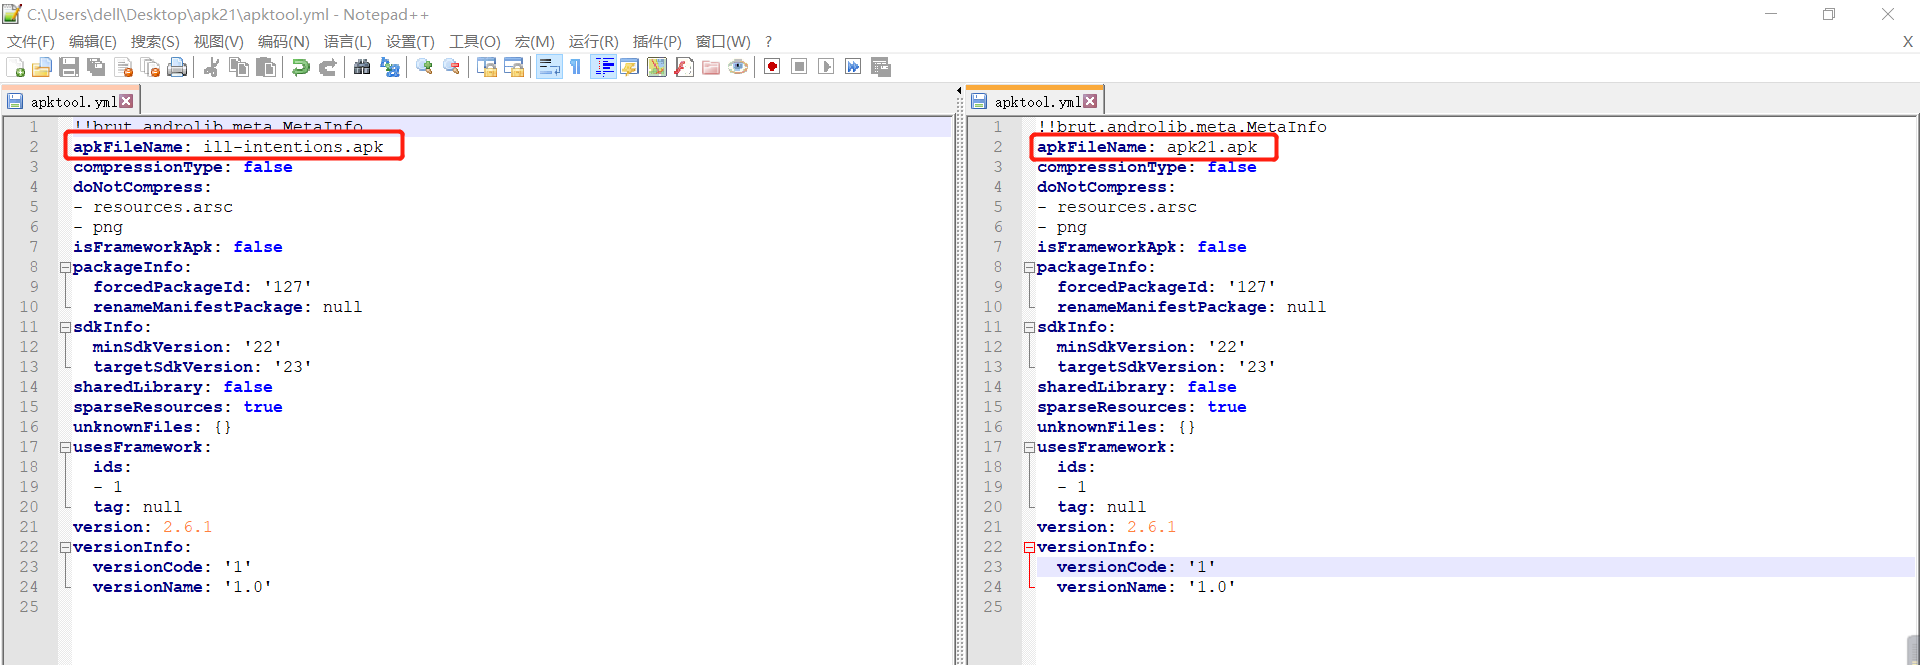 C:\Users\dell\Desktop\apk21\apktool.yml - Notepad++
文件(F) 编辑(E) 搜索(S) 视图(V) 编码(N) 语言(L) 设置(T) 工具(O) 宏(M) 运行(R) 插件(P) 窗口(W) ? X
apktool.yml
1 !!brut.androlib.meta.MetaInfo
2 apkFileName: ill-intentions.apk
3 compressionType: false
4 doNotCompress:
5 - resources.arsc
6 - png
7 isFrameworkApk: false
8 packageInfo:
9 forcedPackageId: '127'
10 renameManifestPackage: null
11 sdkInfo:
12 minSdkVersion: '22'
13 targetSdkVersion: '23'
14 sharedLibrary: false
15 sparseResources: true
16 unknownFiles: {}
17 usesFramework:
18 ids:
19 - 1
20 tag: null
21 version: 2.6.1
22 versionInfo:
23 versionCode: '1'
24 versionName: '1.0'
25
apktool.yml
1 !!brut.androlib.meta.MetaInfo
2 apkFileName: apk21.apk
3 compressionType: false
4 doNotCompress:
5 - resources.arsc
6 - png
7 isFrameworkApk: false
8 packageInfo:
9 forcedPackageId: '127'
10 renameManifestPackage: null
11 sdkInfo:
12 minSdkVersion: '22'
13 targetSdkVersion: '23'
14 sharedLibrary: false
15 sparseResources: true
16 unknownFiles: {}
17 usesFramework:
18 ids:
19 - 1
20 tag: null
21 version: 2.6.1
22 versionInfo:
23 versionCode: '1'
24 versionName: '1.0'
25